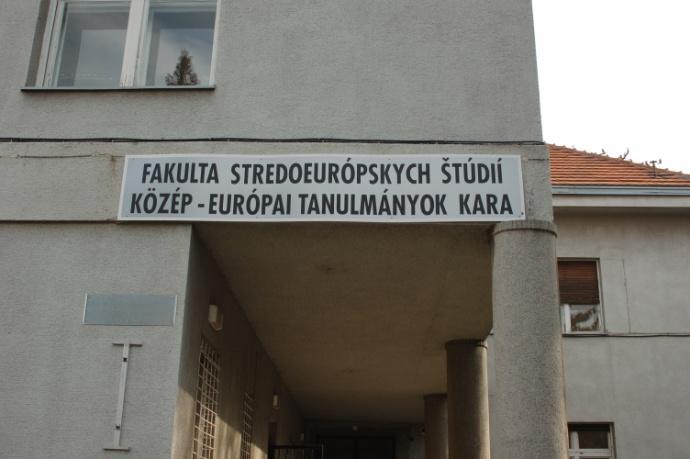 FAKULTA STREDOEURÓPSKYCH ŠTÚDIÍ
KÖZÉP - EURÓPAI TANULMÁNYOK KARA